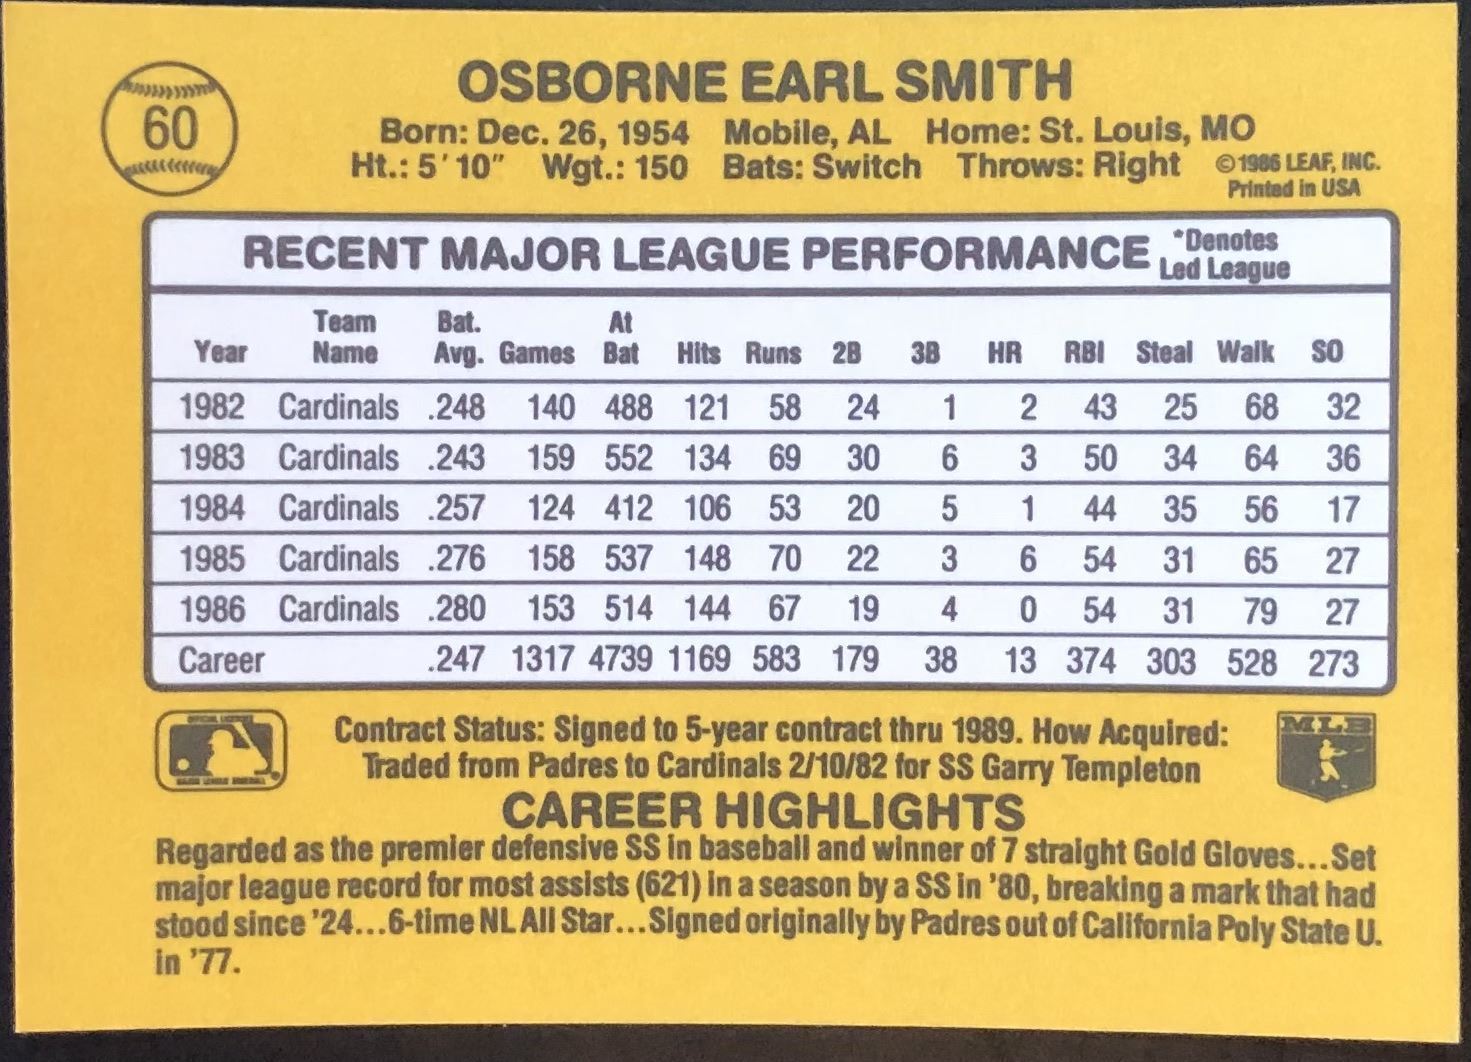 60
OSBORNE EARL SMITH
Born: Dec. 26, 1954 Mobile, AL Home: St. Louis, MO
Ht.: 5'10" Wgt.: 150 Bats: Switch Throws: Right ©1986 LEAF, INC.
Printed in USA
RECENT MAJOR LEAGUE PERFORMANCE *Denotes Led League
Year Team Name Bat. Avg. Games At Bat Hits Runs 2B 3B HR RBI Steal Walk SO
1982 Cardinals .248 140 488 121 58 24 1 2 43 25 68 32
1983 Cardinals .243 159 552 134 69 30 6 3 50 34 64 36
1984 Cardinals .257 124 412 106 53 20 5 1 44 35 56 17
1985 Cardinals .276 158 537 148 70 22 3 6 54 31 65 27
1986 Cardinals .280 153 514 144 67 19 4 0 54 31 79 27
Career .247 1317 4739 1169 583 179 38 13 374 303 528 273
Contract Status: Signed to 5-year contract thru 1989. How Acquired:
Traded from Padres to Cardinals 2/10/82 for SS Garry Templeton
MLB
CAREER HIGHLIGHTS
Regarded as the premier defensive SS in baseball and winner of 7 straight Gold Gloves...Set
major league record for most assists (621) in a season by a SS in '80, breaking a mark that had
stood since '24...6-time NL All Star...Signed originally by Padres out of California Poly State U.
in '77.